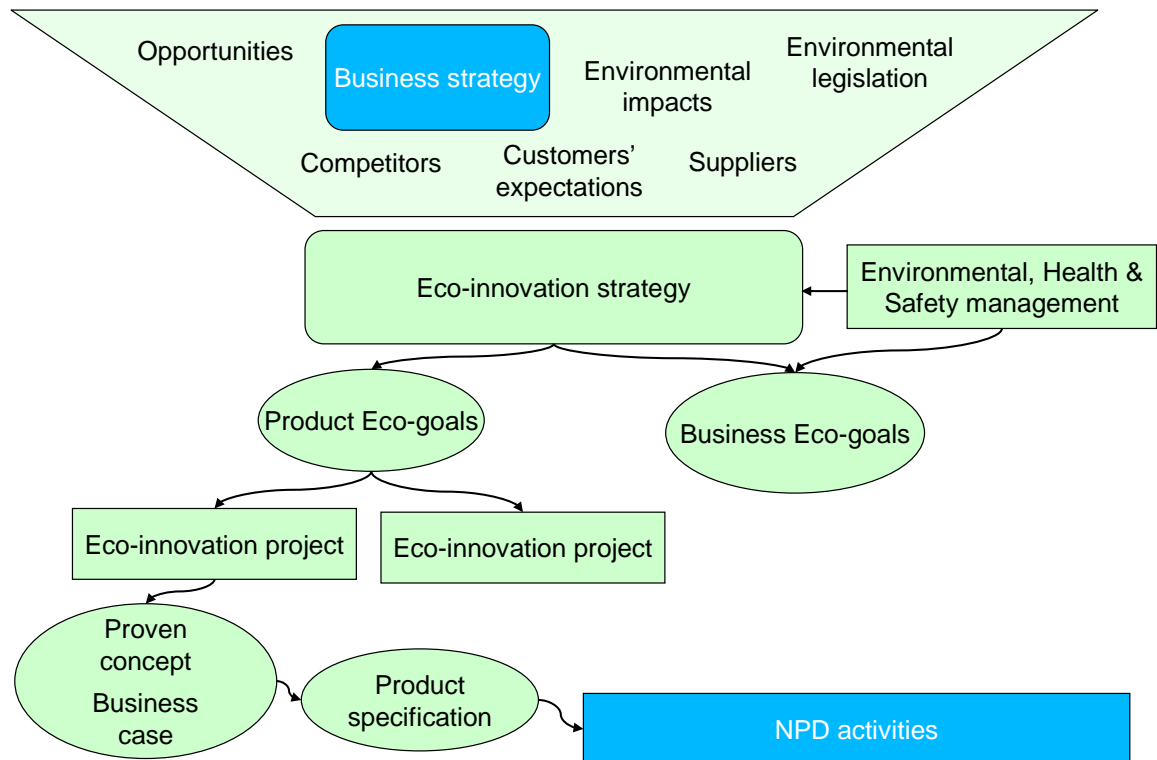 Opportunities
Business strategy
Environmental
impacts
Environmental
legislation
Competitors
Customers’
expectations
Suppliers
Eco-innovation strategy
Environmental, Health &
Safety management
Product Eco-goals
Business Eco-goals
Eco-innovation project
Eco-innovation project
Proven
concept
Business
case
Product
specification
NPD activities